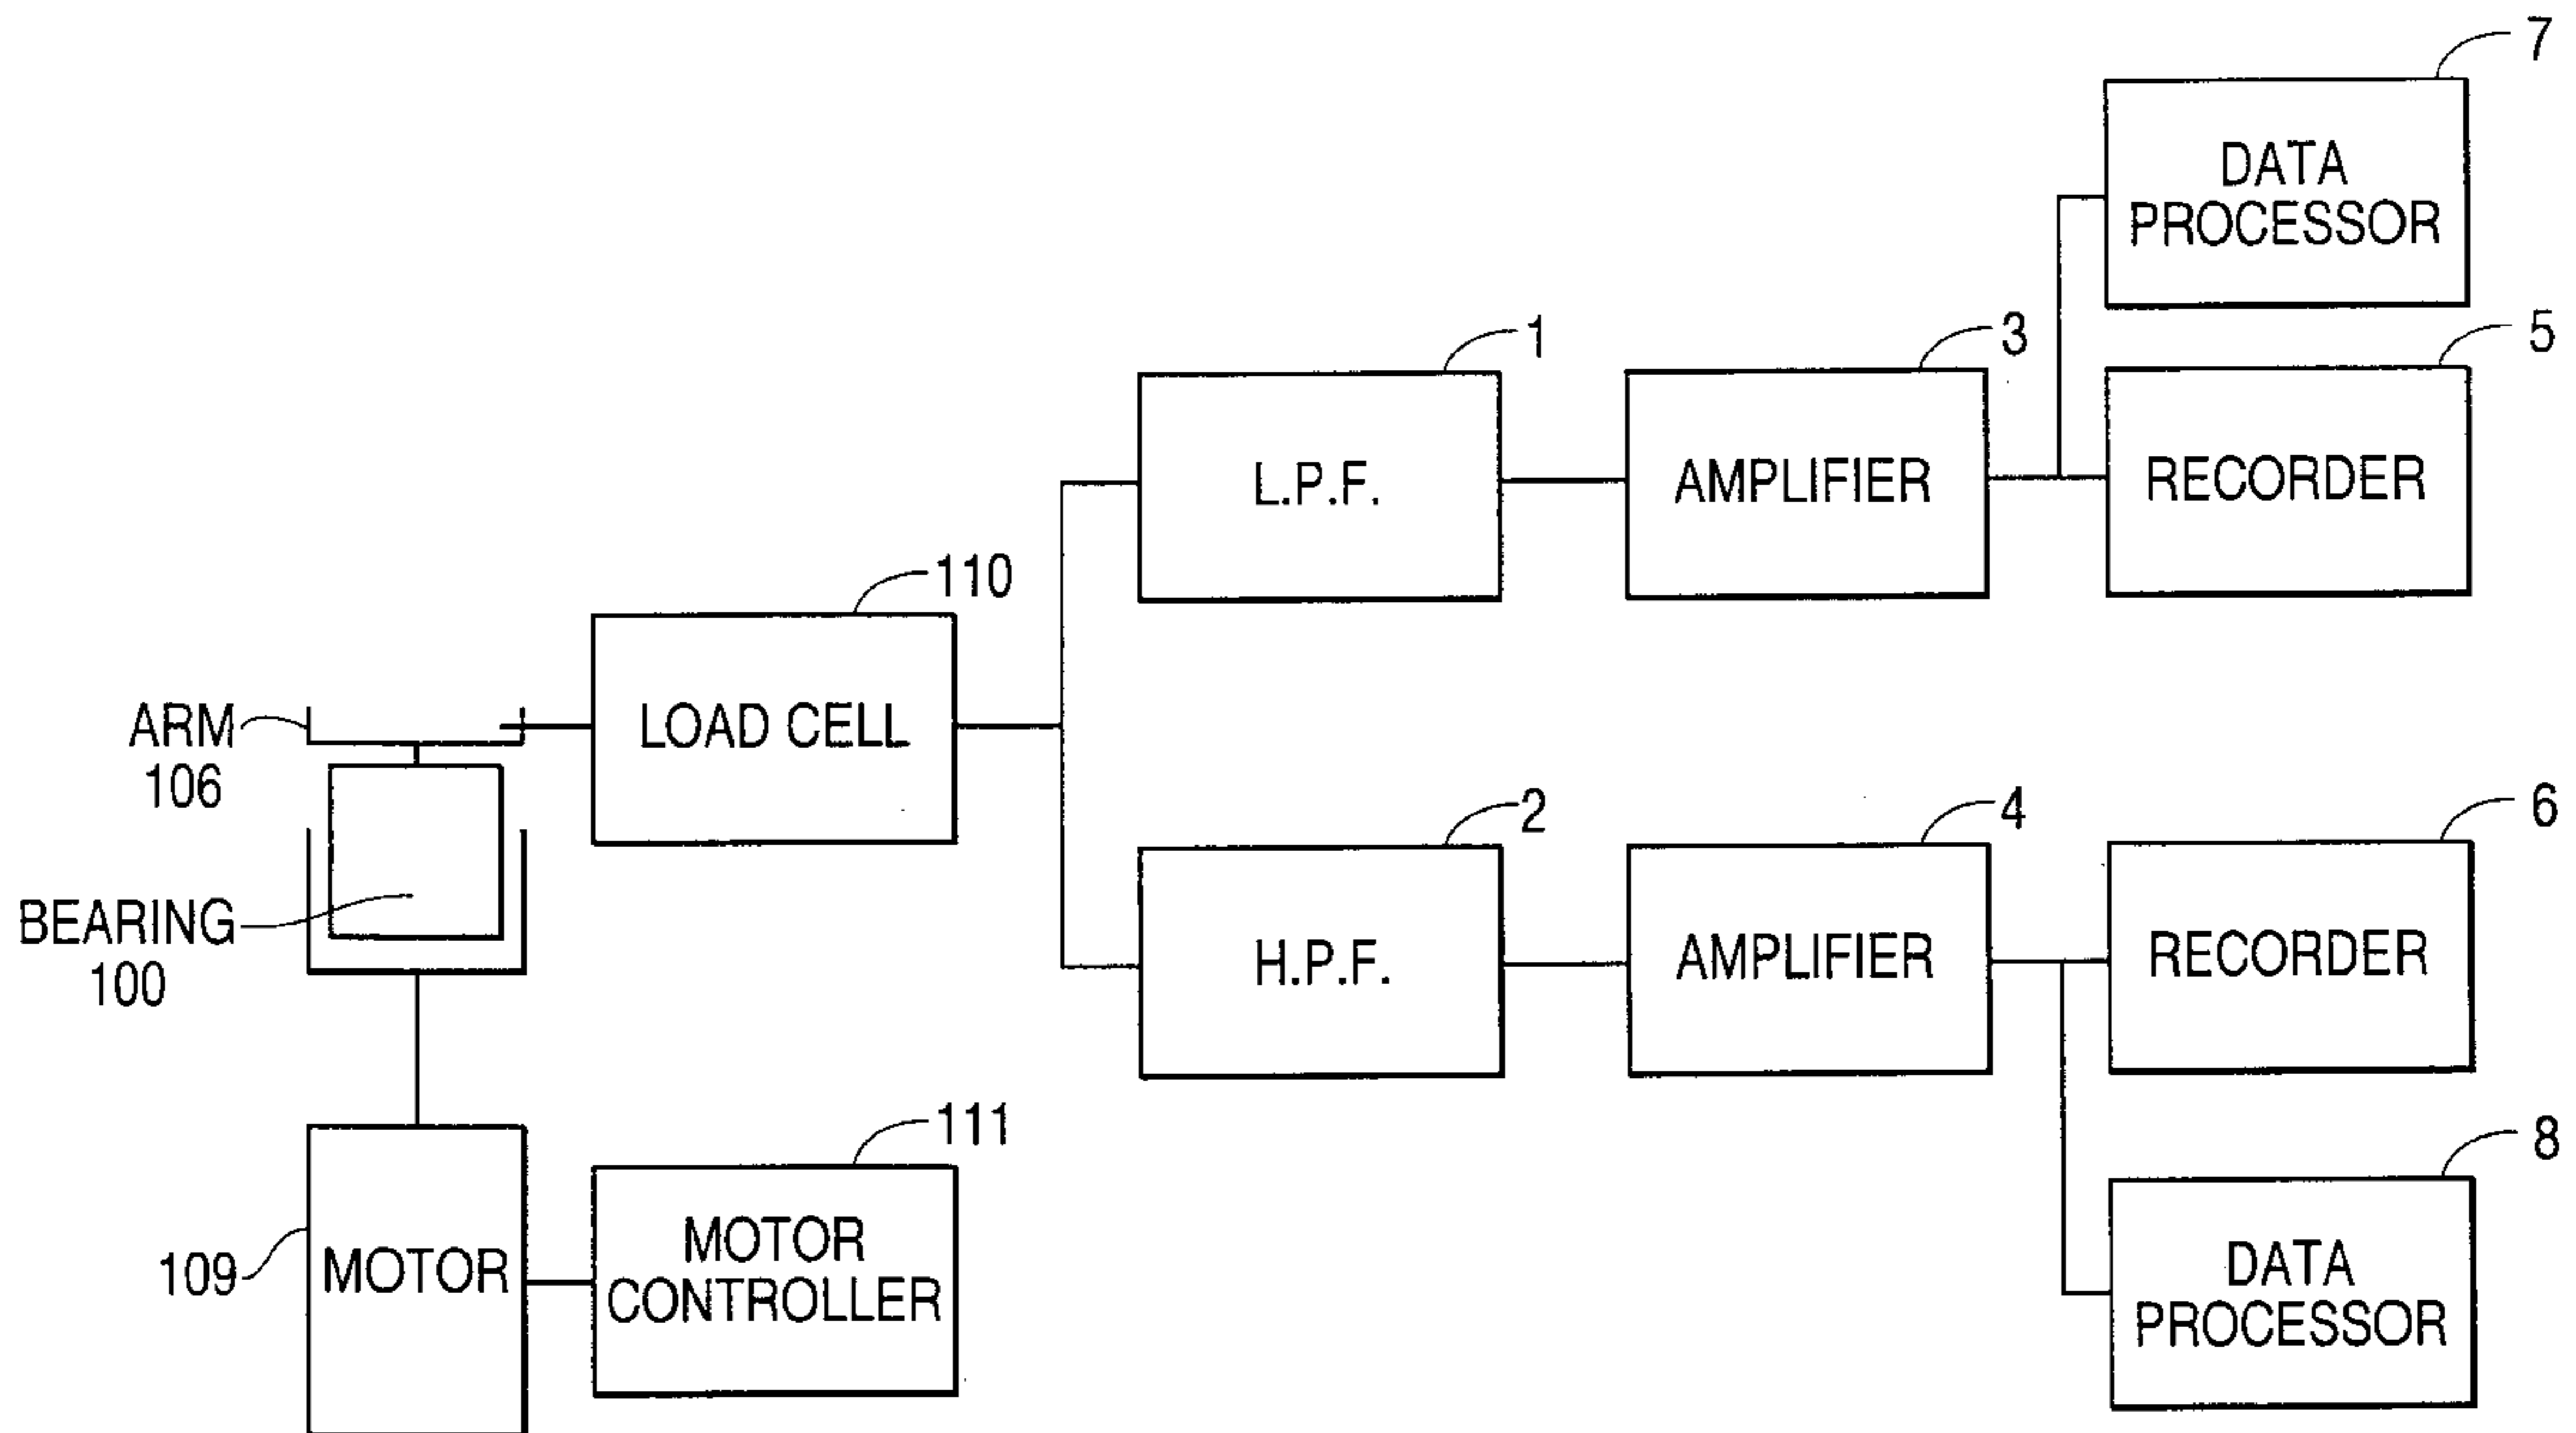 7
DATA
PROCESSOR
1
3
5
L.P.F.
AMPLIFIER
RECORDER
110
LOAD CELL
ARM
106
2
4
6
BEARING
100
H.P.F.
AMPLIFIER
RECORDER
111
8
109
MOTOR
MOTOR
CONTROLLER
DATA
PROCESSOR